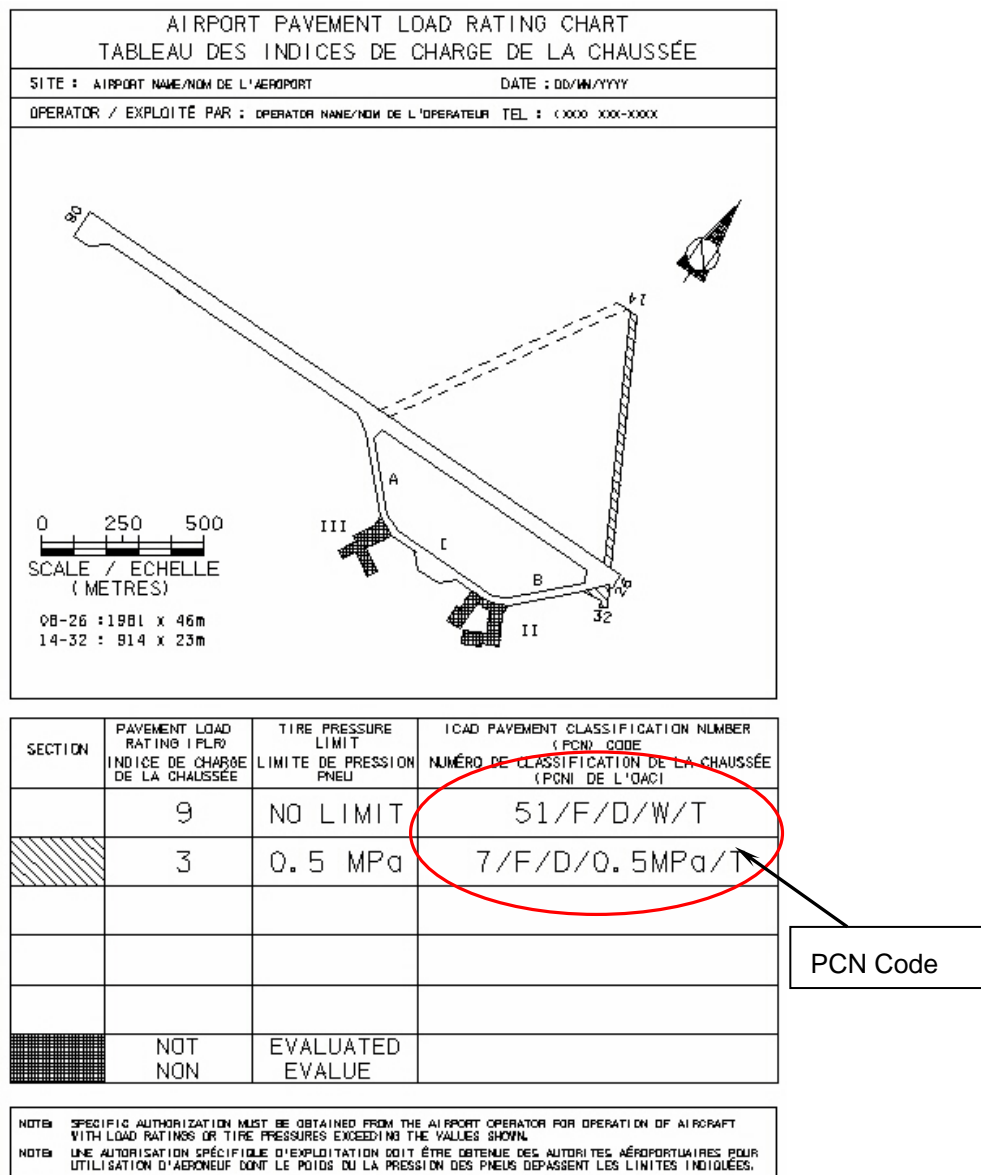 AIRPORT PAVEMENT LOAD RATING CHART
TABLEAU DES INDICES DE CHARGE DE LA CHAUSSÉE
SITE : AIRPORT NAME/NOM DE L'AEROPORT DATE : DD/MN/YYYY
OPERATOR / EXPLOITÉ PAR : OPERATOR NAME/NOM DE L'OPERATEUR TEL : (XXX) XXX-XXXX
08
14
A
III
C
B
26
32
II
0 250 500
SCALE / ECHELLE
(METRES)
08-26 : 1981 x 46m
14-32 : 914 x 23m
SECTION
PAVEMENT LOAD
RATING (PLR)
INDICE DE CHARGE
DE LA CHAUSSÉE
TIRE PRESSURE
LIMIT
LIMITE DE PRESSION
PNEU
ICAO PAVEMENT CLASSIFICATION NUMBER
(PCN) CODE
NUMÉRO DE CLASSIFICATION DE LA CHAUSSÉE
(PCN) DE L'OACI
9 NO LIMIT 51/F/D/W/T
3 0.5 MPa 7/F/D/0.5MPa/T
PCN Code
NOT EVALUATED
NON EVALUE
NOTE: SPECIFIC AUTHORIZATION MUST BE OBTAINED FROM THE AIRPORT OPERATOR FOR OPERATION OF AIRCRAFT
WITH LOAD RATINGS OR TIRE PRESSURES EXCEEDING THE VALUES SHOWN.
NOTE: UNE AUTORISATION SPÉCIFIQUE D'EXPLOITATION DOIT ÊTRE OBTENUE DES AUTORITES AÉROPORTUAIRES POUR
UTILISATION D'AERONEUF DONT LE POIDS OU LA PRESSION DES PNEUS DEPASSENT LES LIMITES INDIQUÉES.